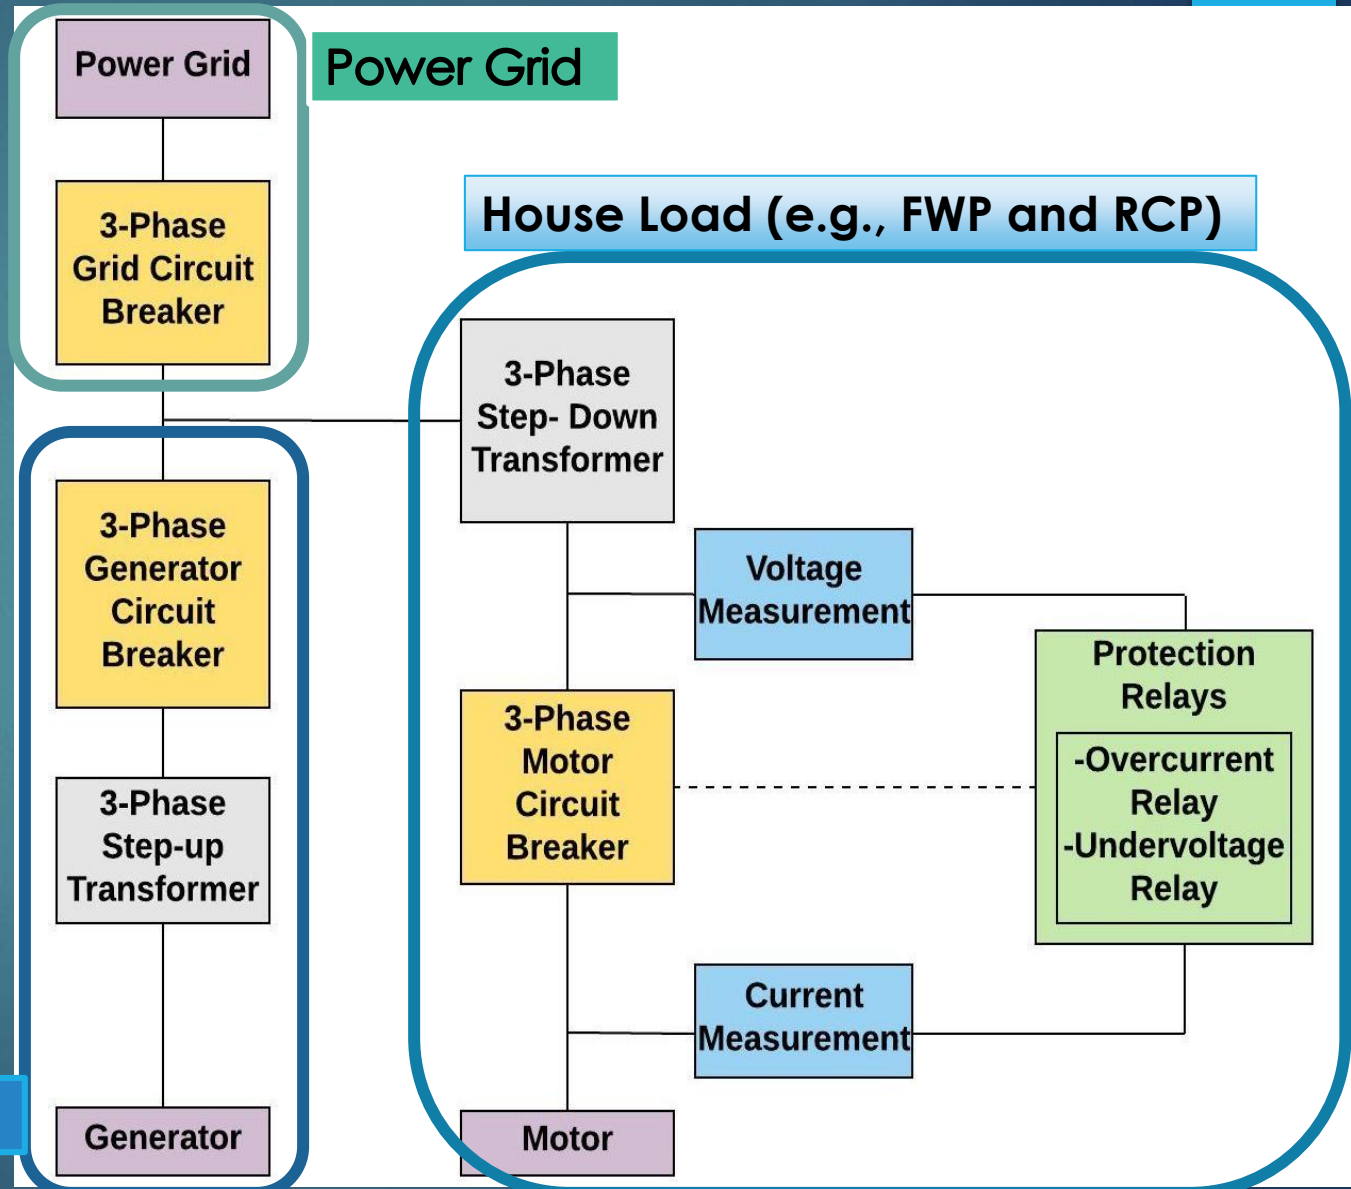 Power Grid
Power Grid
3-Phase
Grid Circuit
Breaker
House Load (e.g., FWP and RCP)
3-Phase
Step- Down
Transformer
3-Phase
Generator
Circuit
Breaker
Voltage
Measurement
Protection
Relays
-Overcurrent
Relay
-Undervoltage
Relay
3-Phase
Motor
Circuit
Breaker
3-Phase
Step-up
Transformer
Current
Measurement
Generator
Motor